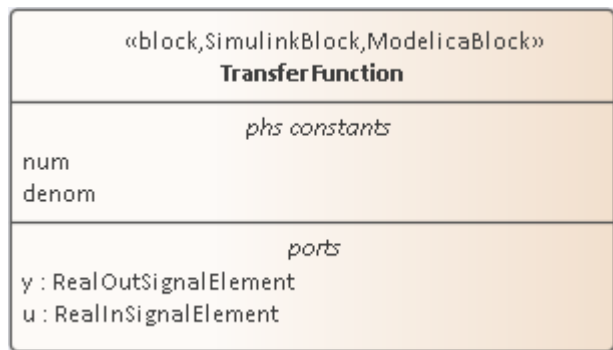 «block,SimulinkBlock,ModelicaBlock»
TransferFunction
phs constants
num
denom
ports
y : RealOutSignalElement
u : RealInSignalElement